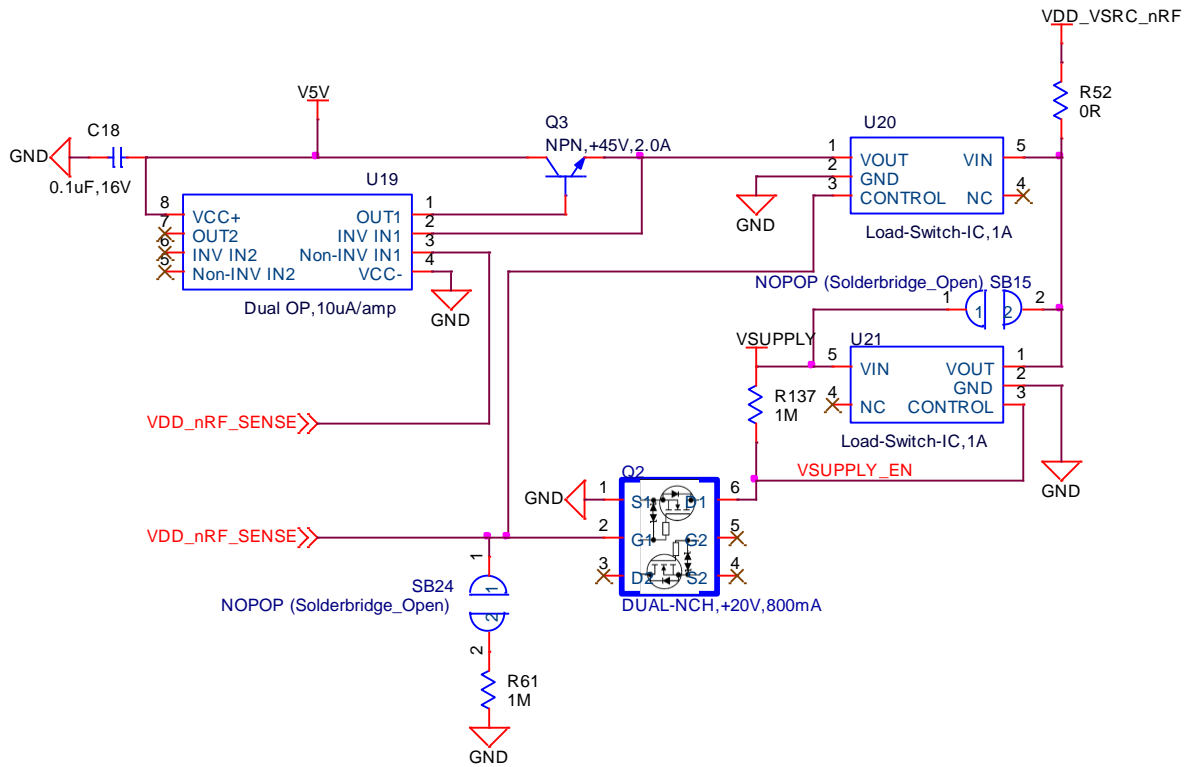 VDD_VSRC_nRF
R52
0R
V5V
C18
GND
0.1uF,16V
Q3
NPN,+45V,2.0A
U20
1
VOUT
VIN
5
2
GND
3
CONTROL
NC
4
GND
Load-Switch-IC,1A
U19
8
VCC+
OUT1
1
7
OUT2
INV IN1
2
6
INV IN2
Non-INV IN1
3
5
Non-INV IN2
VCC-
4
Dual OP,10uA/amp
GND
NOPOP (Solderbridge_Open) SB15
1
1
2
2
VSUPPLY
U21
5
VIN
VOUT
1
GND
2
4
NC
CONTROL
3
Load-Switch-IC,1A
R137
1M
GND
VDD_nRF_SENSE
VSUPPLY_EN
Q2
GND
1
S1
D1
6
VDD_nRF_SENSE
2
G1
G2
5
3
D2
S2
4
DUAL-NCH,+20V,800mA
1
1
SB24
NOPOP (Solderbridge_Open)
2
2
R61
1M
GND